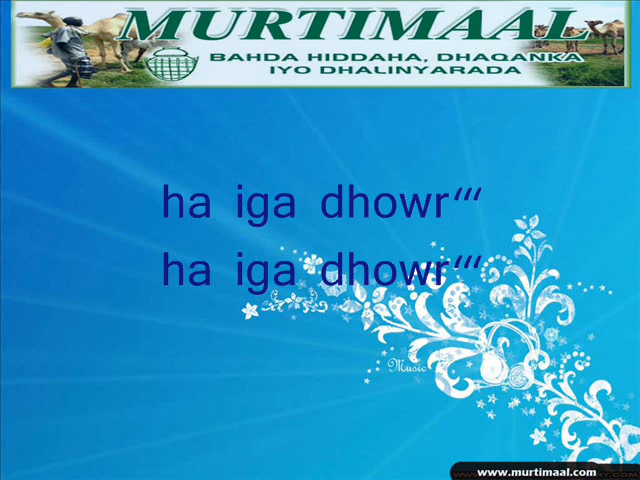 MURTIMAAL
BAHDA HIDDAHA, DHAQANKA
IYO DHALINYARADA
ha iga dhowr‘‘‘
ha iga dhowr‘‘‘
Music
www.murtimaal.com